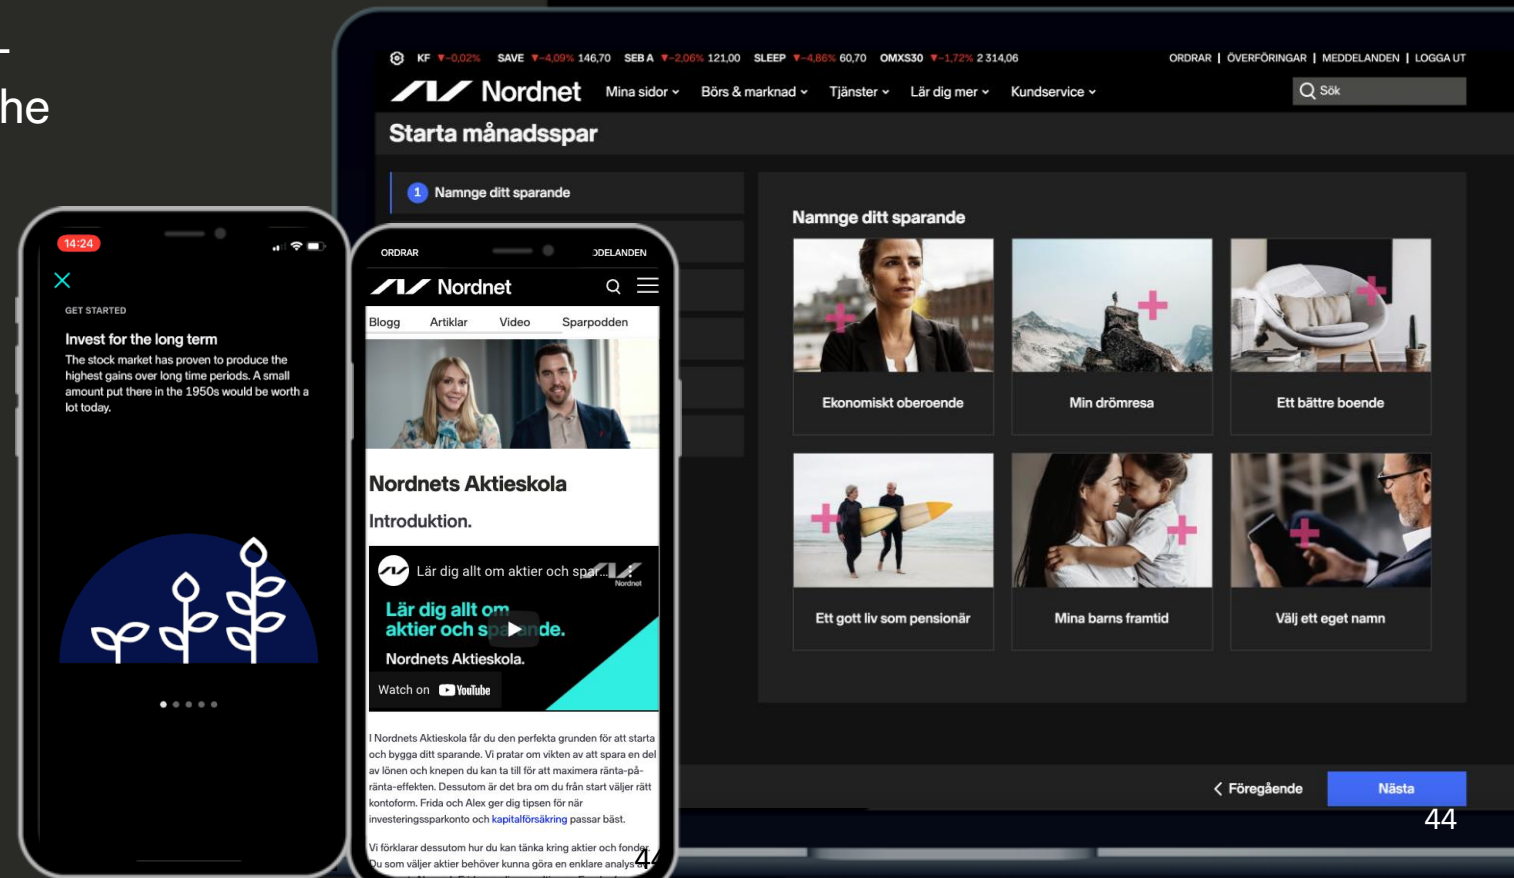 he
KF ▼-0,02% SAVE ▼-4,09% 146,70 SEB A ▼-2,06% 121,00 SLEEP ▼-4,86% 60,70 OMXS30 ▼-1,72% 2 314,06
ORDRAR | ÖVERFÖRINGAR | MEDDELANDEN | LOGGA UT
Nordnet Mina sidor Börs & marknad Tjänster Lär dig mer Kundservice Sök
Starta månadsspar
1 Namnge ditt sparande
Namnge ditt sparande
Ekonomiskt oberoende
Min drömresa
Ett bättre boende
Ett gott liv som pensionär
Mina barns framtid
Välj ett eget namn
Föregående
Nästa
44
14:24
GET STARTED
Invest for the long term
The stock market has proven to produce the
highest gains over long time periods. A small
amount put there in the 1950s would be worth a
lot today.
ORDRAR DDELANDEN
Nordnet
Blogg Artiklar Video Sparpodden
Nordnets Aktieskola
Introduktion.
Lär dig allt om aktier och spar...
Nordnet
Lär dig allt om
aktier och sparande.
Nordnets Aktieskola.
Watch on YouTube
I Nordnets Aktieskola får du den perfekta grunden för att starta
och bygga ditt sparande. Vi pratar om vikten av att spara en del
av lönen och knepen du kan ta till för att maximera ränta-på-
ränta-effekten. Dessutom är det bra om du från start väljer rätt
kontoform. Frida och Alex ger dig tipsen för när
investeringssparkonto och kapitalförsäkring passar bäst.
Vi förklarar dessutom hur du kan tänka kring aktier och fonder.
Du som väljer aktier behöver kunna göra en enklare analys
44